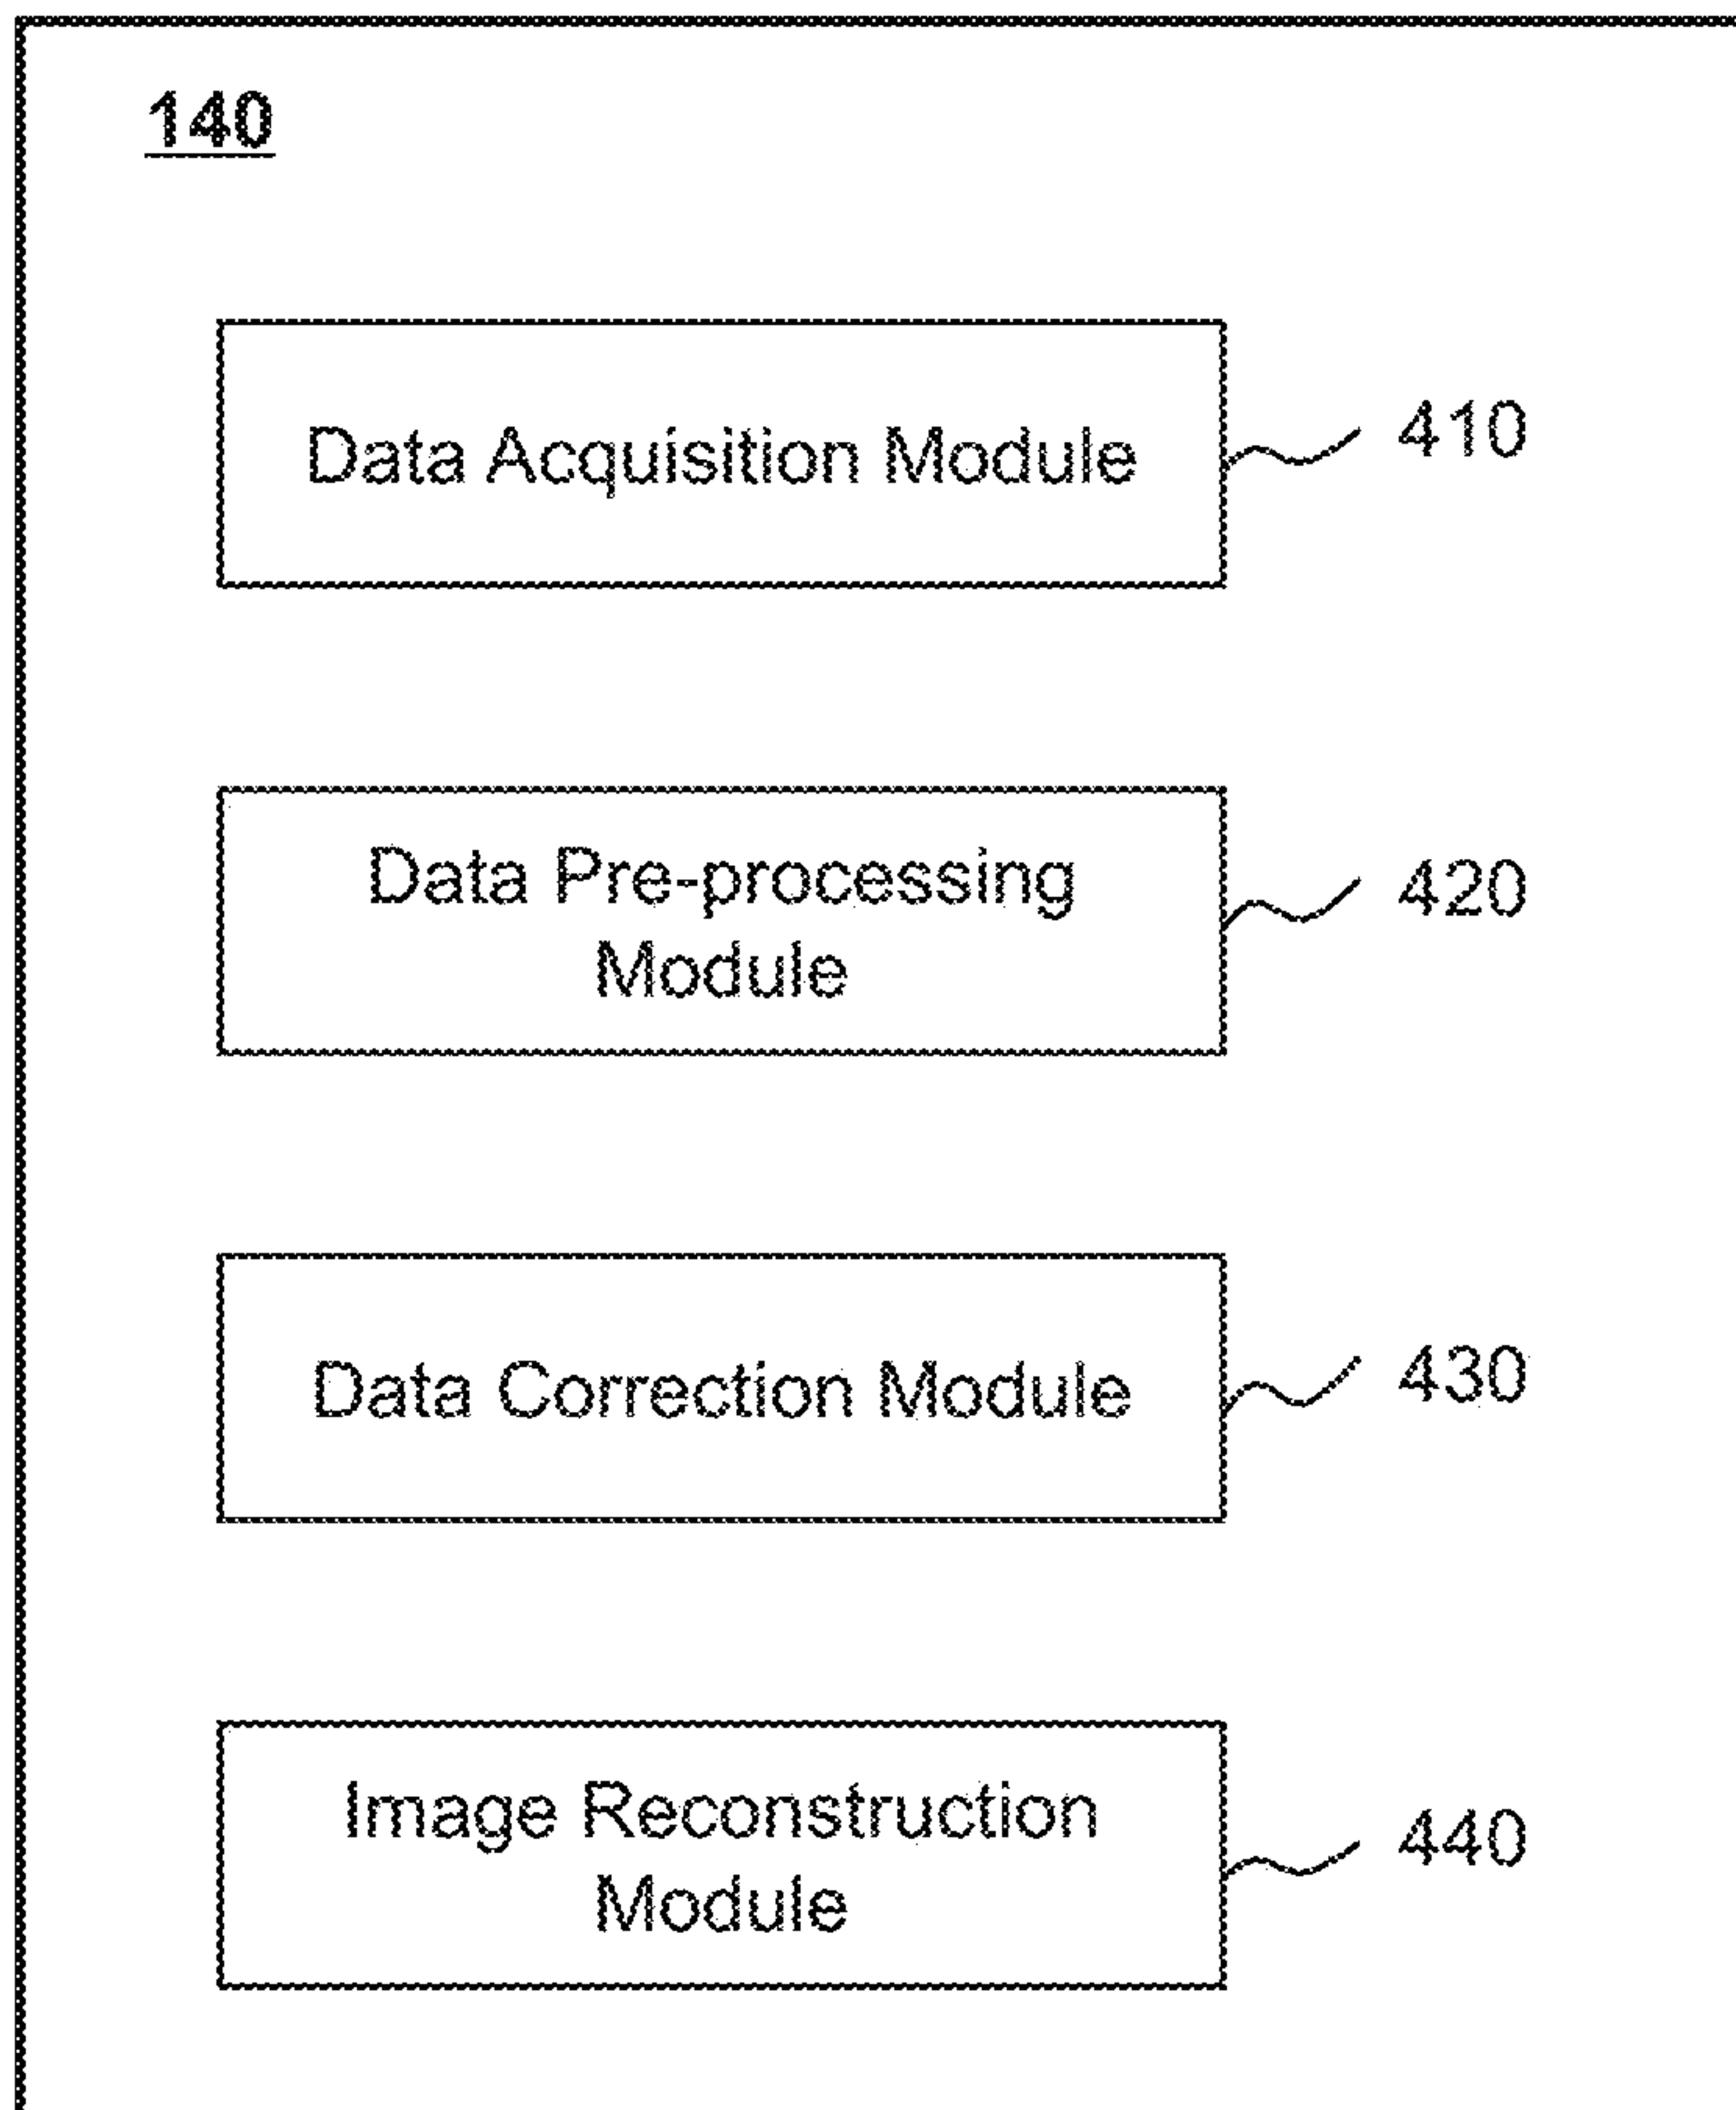 140
Data Acquisition Module
410
Data Pre-processing
Module
420
Data Correction Module
430
Image Reconstruction
Module
440